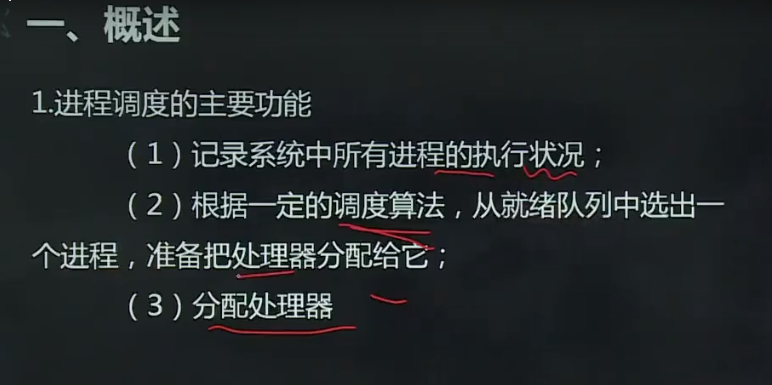 一、概述
1.进程调度的主要功能
（1）记录系统中所有进程的执行状况；
（2）根据一定的调度算法，从就绪队列中选出一
个进程，准备把处理器分配给它；
（3）分配处理器